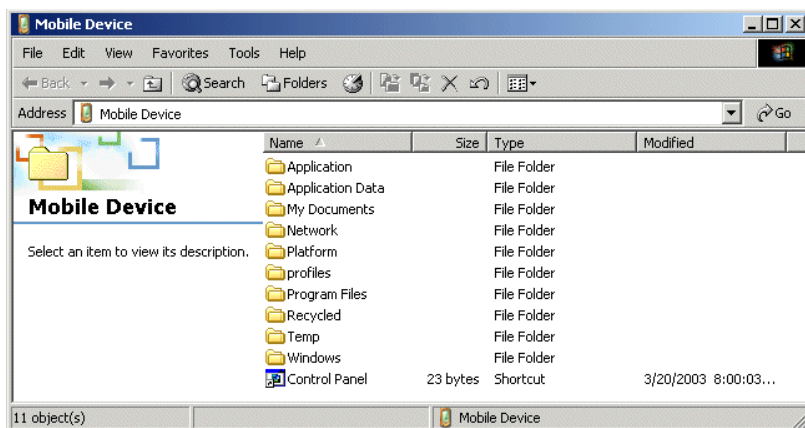 Mobile Device
File Edit View Favorites Tools Help
Back Search Folders
Address Mobile Device Go
Name Size Type Modified
Mobile Device
Select an item to view its description.
Application File Folder
Application Data File Folder
My Documents File Folder
Network File Folder
Platform File Folder
profiles File Folder
Program Files File Folder
Recycled File Folder
Temp File Folder
Windows File Folder
Control Panel 23 bytes Shortcut 3/20/2003 8:00:03...
11 object(s) Mobile Device